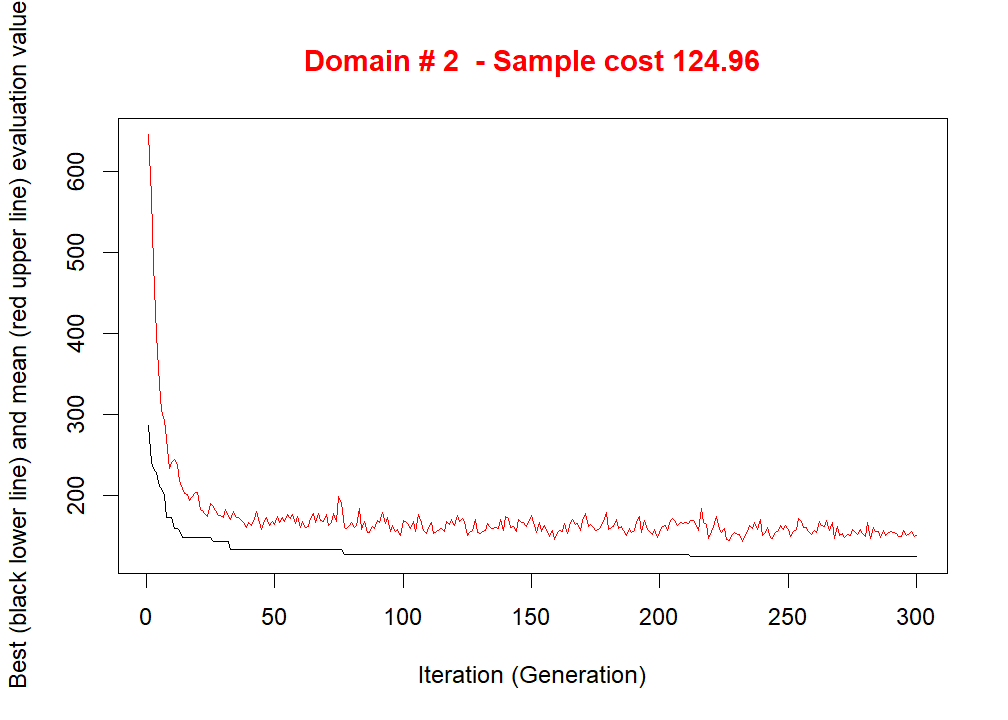 Domain # 2  - Sample cost 124.96
Best (black lower line) and mean (red upper line) evaluation value
600
500
400
300
200
0 50 100 150 200 250 300
Iteration (Generation)